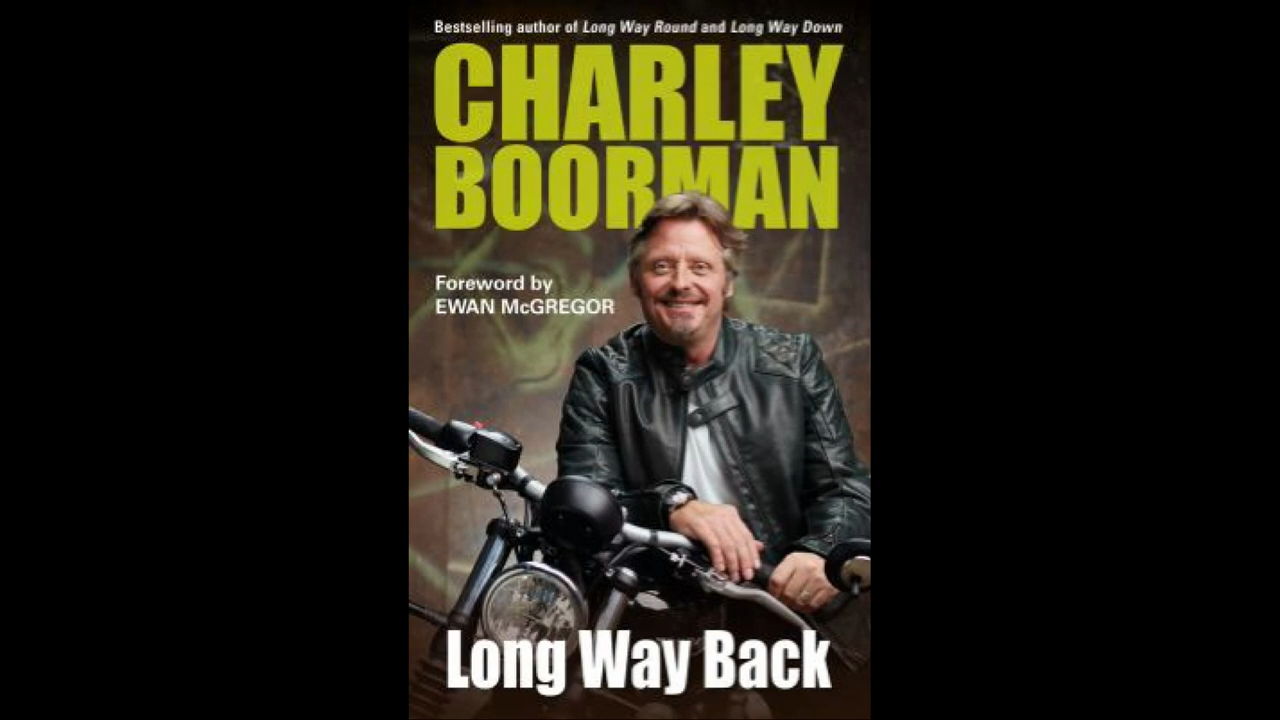 Bestselling author of Long Way Round and Long Way Down
CHARLEY
BOORMAN
Foreword by
EWAN McGREGOR
Long Way Back